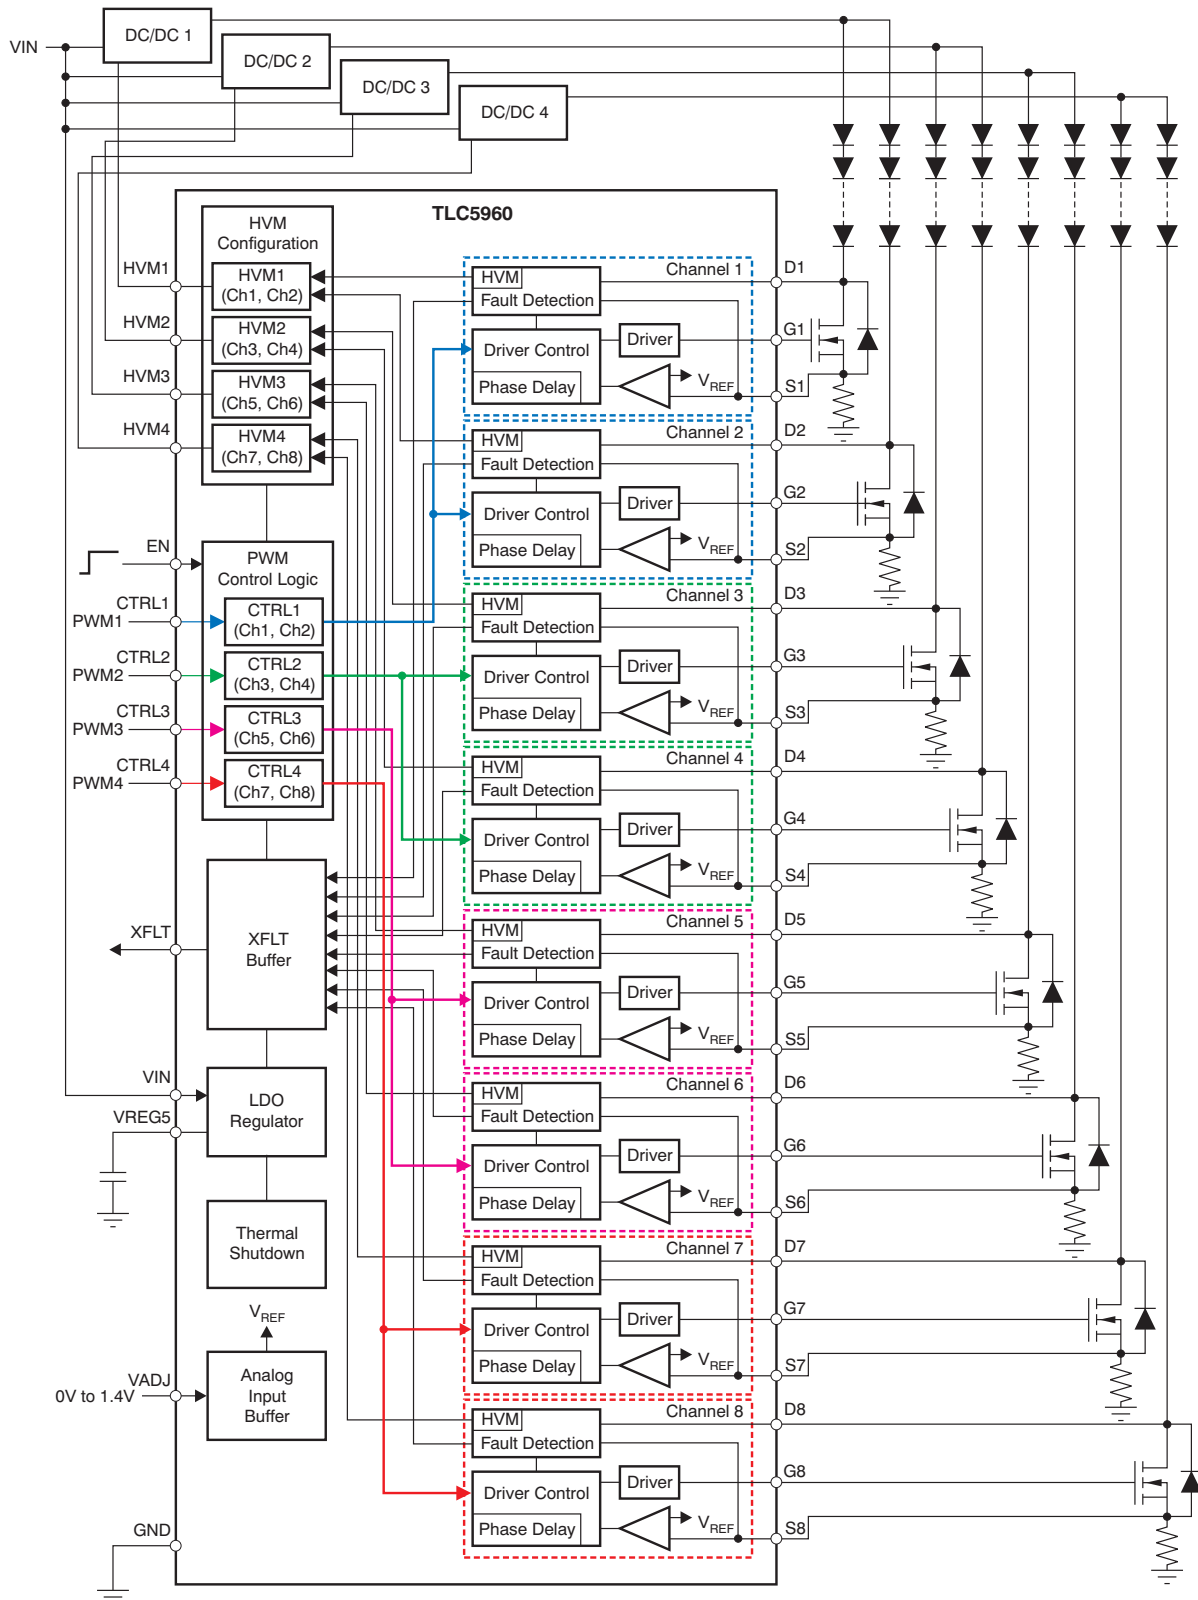 DC/DC 1
VIN
DC/DC 2
DC/DC 3
DC/DC 4
TLC5960
HVM
Configuration
HVM1
HVM1
(Ch1, Ch2)
HVM2
HVM2
(Ch3, Ch4)
HVM3
HVM3
(Ch5, Ch6)
HVM4
HVM4
(Ch7, Ch8)
EN
PWM
Control Logic
CTRL1
PWM1
CTRL1
(Ch1, Ch2)
CTRL2
PWM2
CTRL2
(Ch3, Ch4)
CTRL3
PWM3
CTRL3
(Ch5, Ch6)
CTRL4
PWM4
CTRL4
(Ch7, Ch8)
XFLT
XFLT
Buffer
VIN
VREG5
LDO
Regulator
Thermal
Shutdown
VREF
VADJ
0V to 1.4V
Analog
Input
Buffer
GND
HVM
Channel 1
D1
Fault Detection
Driver Control
Driver
G1
Phase Delay
VREF
S1
HVM
Channel 2
D2
Fault Detection
Driver Control
Driver
G2
Phase Delay
VREF
S2
HVM
Channel 3
D3
Fault Detection
Driver Control
Driver
G3
Phase Delay
VREF
S3
HVM
Channel 4
D4
Fault Detection
Driver Control
Driver
G4
Phase Delay
VREF
S4
HVM
Channel 5
D5
Fault Detection
Driver Control
Driver
G5
Phase Delay
VREF
S5
HVM
Channel 6
D6
Fault Detection
Driver Control
Driver
G6
Phase Delay
VREF
S6
HVM
Channel 7
D7
Fault Detection
Driver Control
Driver
G7
Phase Delay
VREF
S7
HVM
Channel 8
D8
Fault Detection
Driver Control
Driver
G8
Phase Delay
VREF
S8